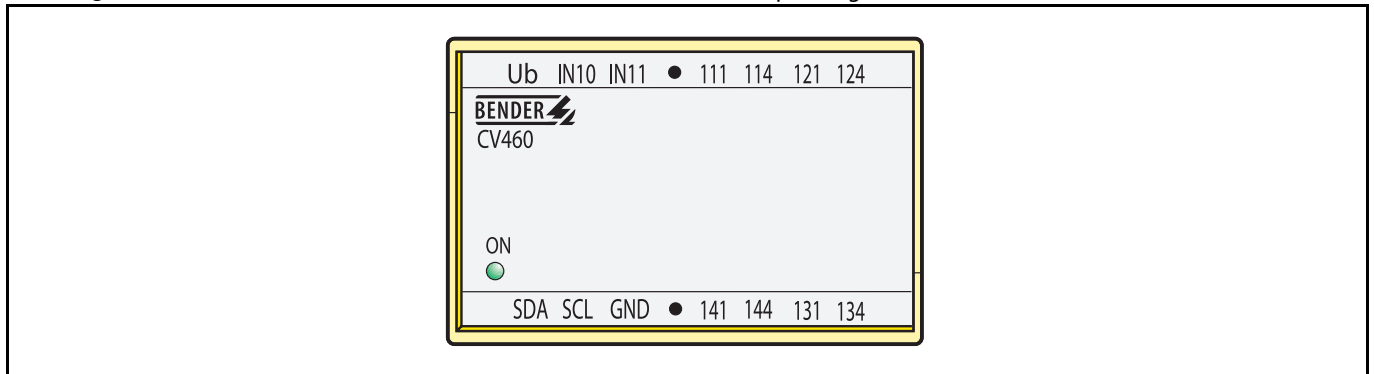 Ub IN10 IN11 ● 111 114 121 124
BENDER
CV460
ON
SDA SCL GND ● 141 144 131 134